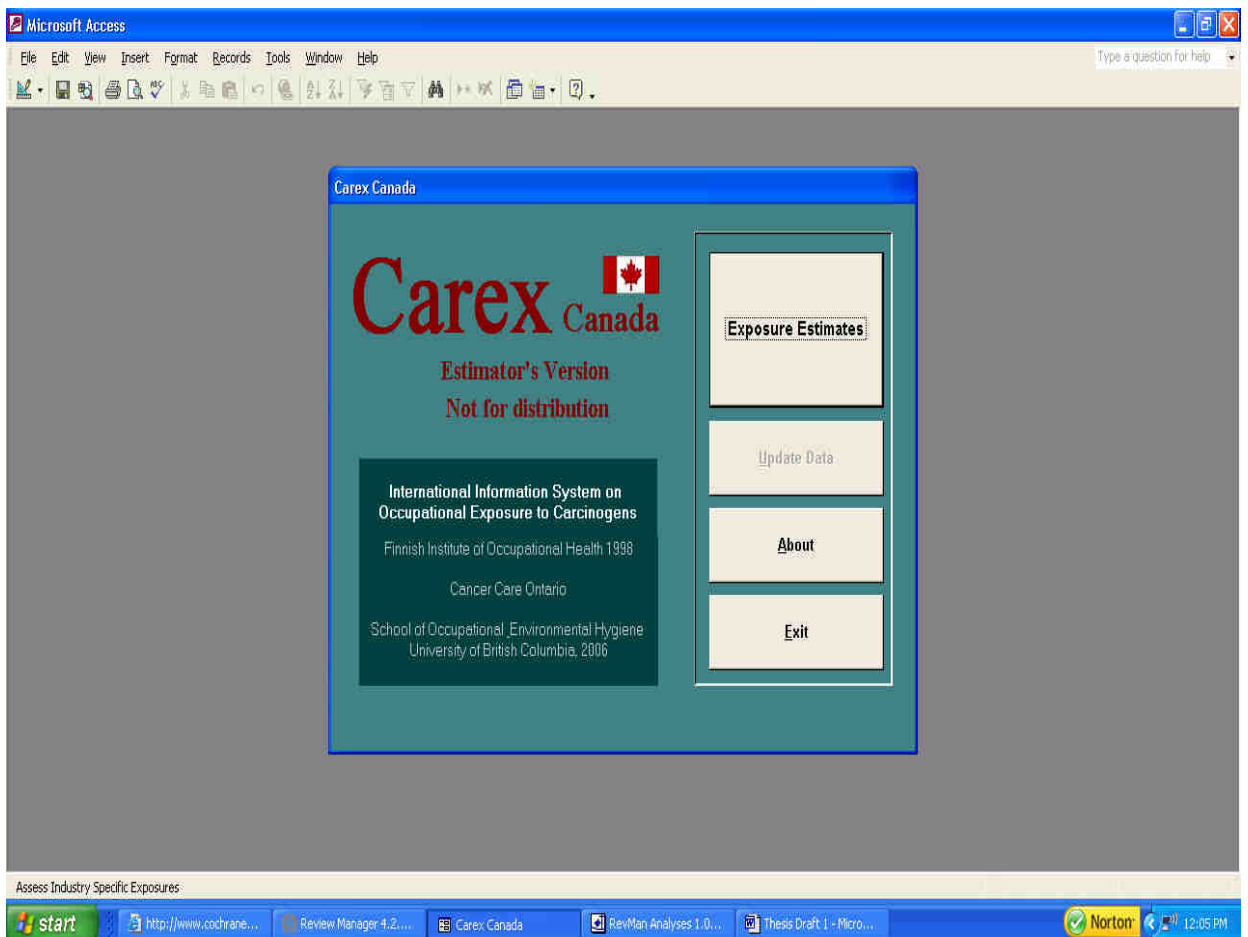 Microsoft Access
File Edit View Insert Format Records Tools Window Help
Type a question for help
Carex Canada
Carex Canada
Estimator's Version
Not for distribution
International Information System on
Occupational Exposure to Carcinogens
Finnish Institute of Occupational Health 1998
Cancer Care Ontario
School of Occupational _Environmental Hygiene
University of British Columbia, 2006
Exposure Estimates
Update Data
About
Exit
Assess Industry Specific Exposures
start
http://www.cochrane...
Review Manager 4.2....
Carex Canada
RevMan Analyses 1.0...
Thesis Draft 1 - Micro...
Norton
12:05 PM